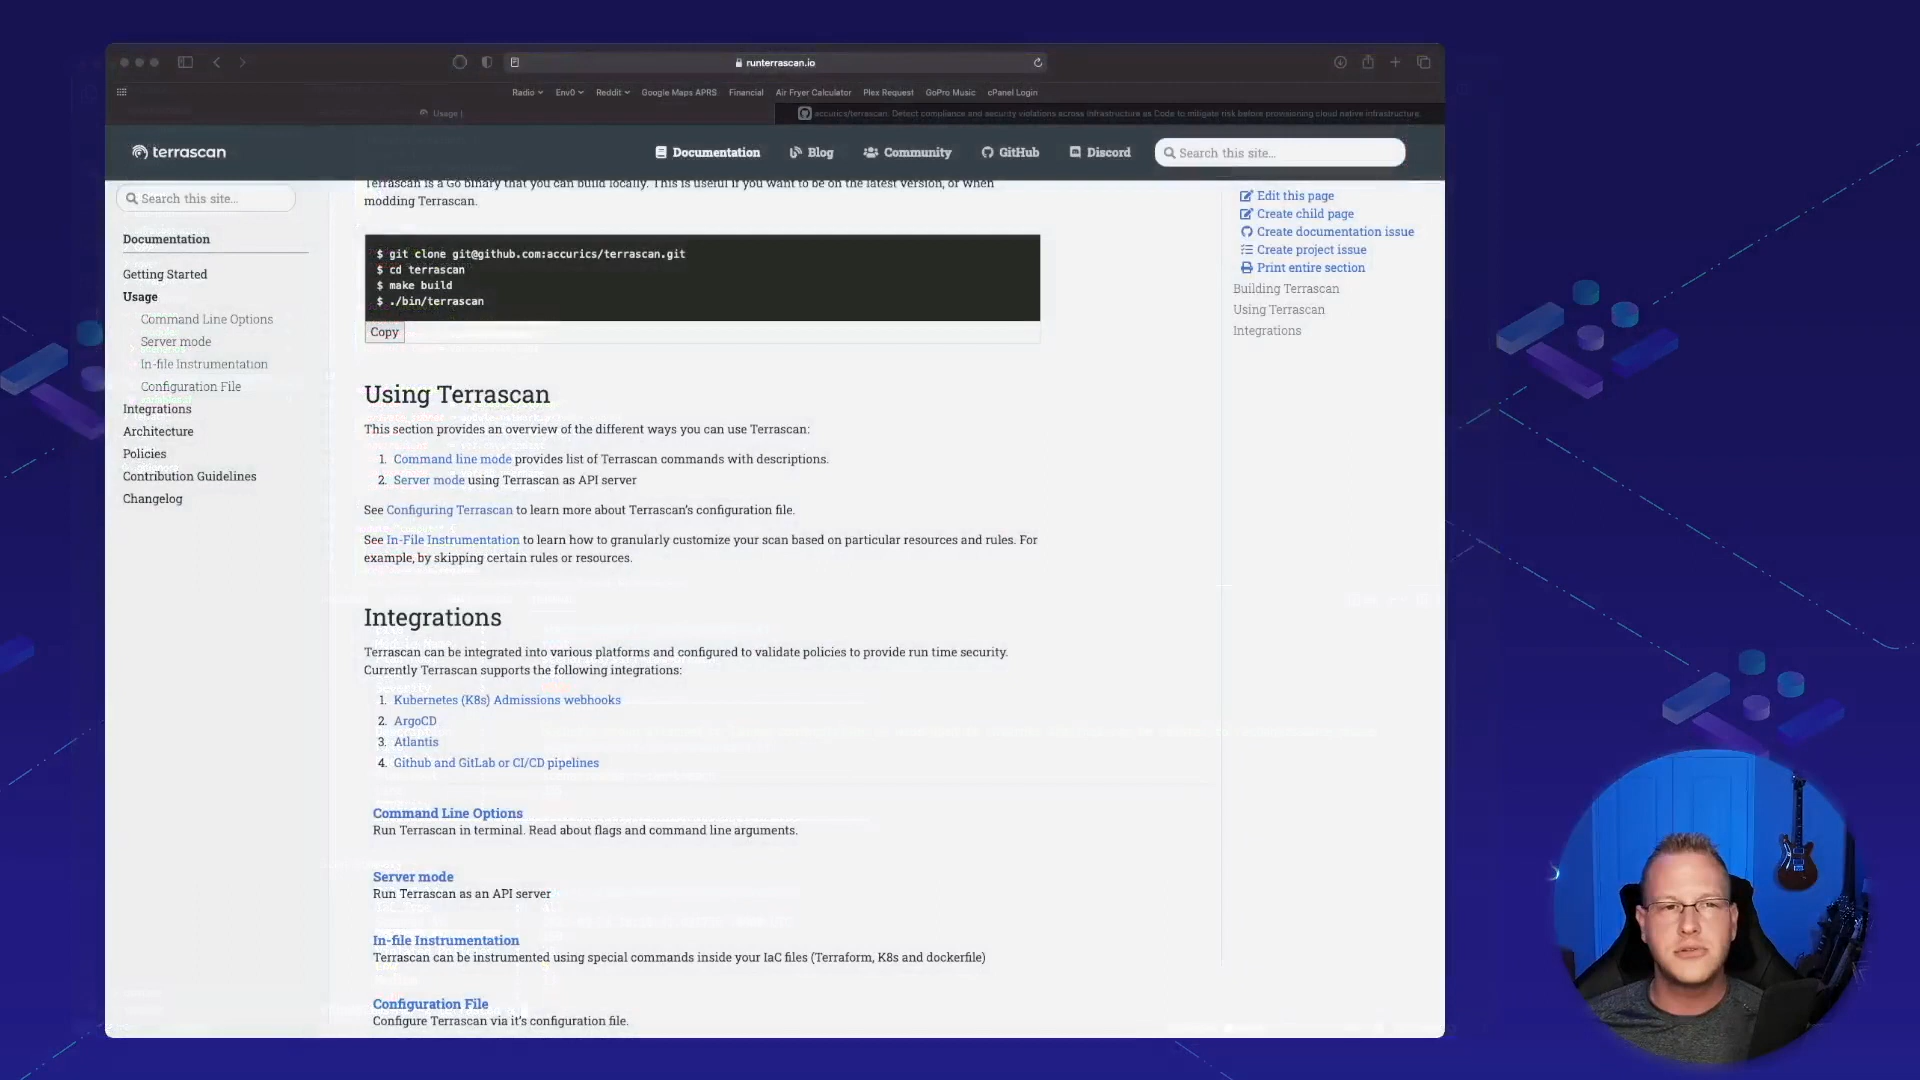 runterrascan.io
Radio
Env0
Reddit
Google Maps APRS
Financial
Air Fryer Calculator
Plex Request
GoPro Music
cPanel Login
Usage |
accurics/terrascan: Detect compliance and security violations across Infrastructure as Code to mitigate risk before provisioning cloud native infrastructure.
terrascan
Documentation
Blog
Community
GitHub
Discord
Search this site...
Search this site...
Documentation
Getting Started
Usage
Command Line Options
Server mode
In-file Instrumentation
Configuration File
Integrations
Architecture
Policies
Contribution Guidelines
Changelog
Terrascan is a Go binary that you can build locally. This is useful if you want to be on the latest version, or when
modding Terrascan.
$ git clone git@github.com:accurics/terrascan.git
$ cd terrascan
$ make build
$ ./bin/terrascan
Copy
Using Terrascan
This section provides an overview of the different ways you can use Terrascan:
1. Command line mode provides list of Terrascan commands with descriptions.
2. Server mode using Terrascan as API server
See Configuring Terrascan to learn more about Terrascan's configuration file.
See In-File Instrumentation to learn how to granularly customize your scan based on particular resources and rules. For
example, by skipping certain rules or resources.
Integrations
Terrascan can be integrated into various platforms and configured to validate policies to provide run time security.
Currently Terrascan supports the following integrations:
1. Kubernetes (K8s) Admissions webhooks
2. ArgoCD
3. Atlantis
4. Github and GitLab or CI/CD pipelines
Command Line Options
Run Terrascan in terminal. Read about flags and command line arguments.
Server mode
Run Terrascan as an API server
In-file Instrumentation
Terrascan can be instrumented using special commands inside your IaC files (Terraform, K8s and dockerfile)
Configuration File
Configure Terrascan via it's configuration file.
Edit this page
Create child page
Create documentation issue
Create project issue
Print entire section
Building Terrascan
Using Terrascan
Integrations